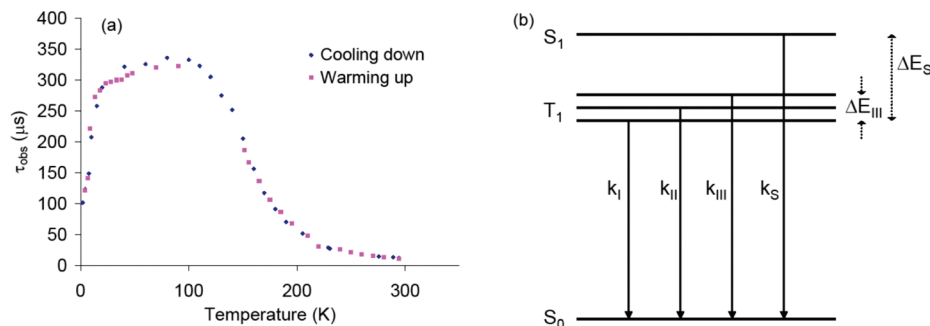 (a)
400
350
300
250
200
150
100
50
0
τobs (μs)
Cooling down
Warming up
0 100 200 300
Temperature (K)
(b)
S1
T1
S0
ΔES
ΔEIII
kI kII kIII kS